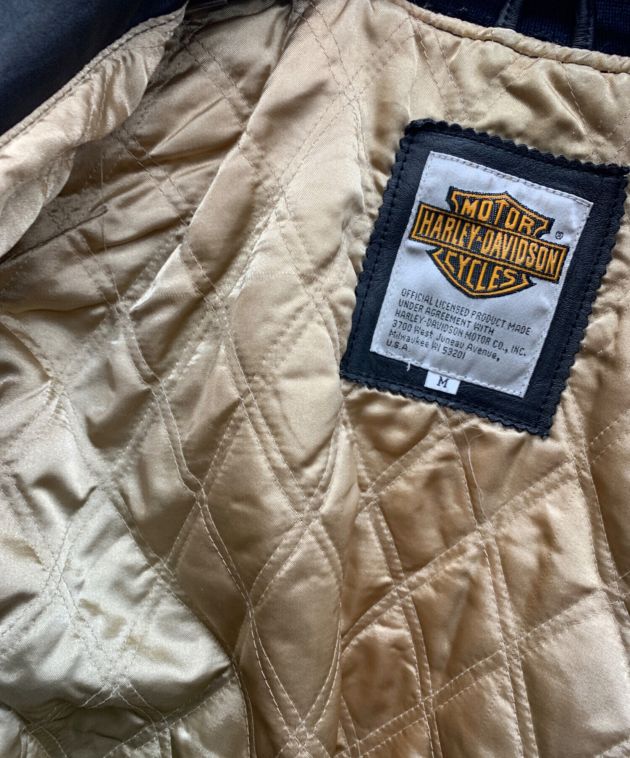 MOTOR
HARLEY-DAVIDSON
®
CYCLES
OFFICIAL LICENSED PRODUCT MADE
UNDER AGREEMENT WITH
HARLEY-DAVIDSON MOTOR CO., INC.
3700 West Juneau Avenue,
Milwaukee WI 53201
U.S.A.
M